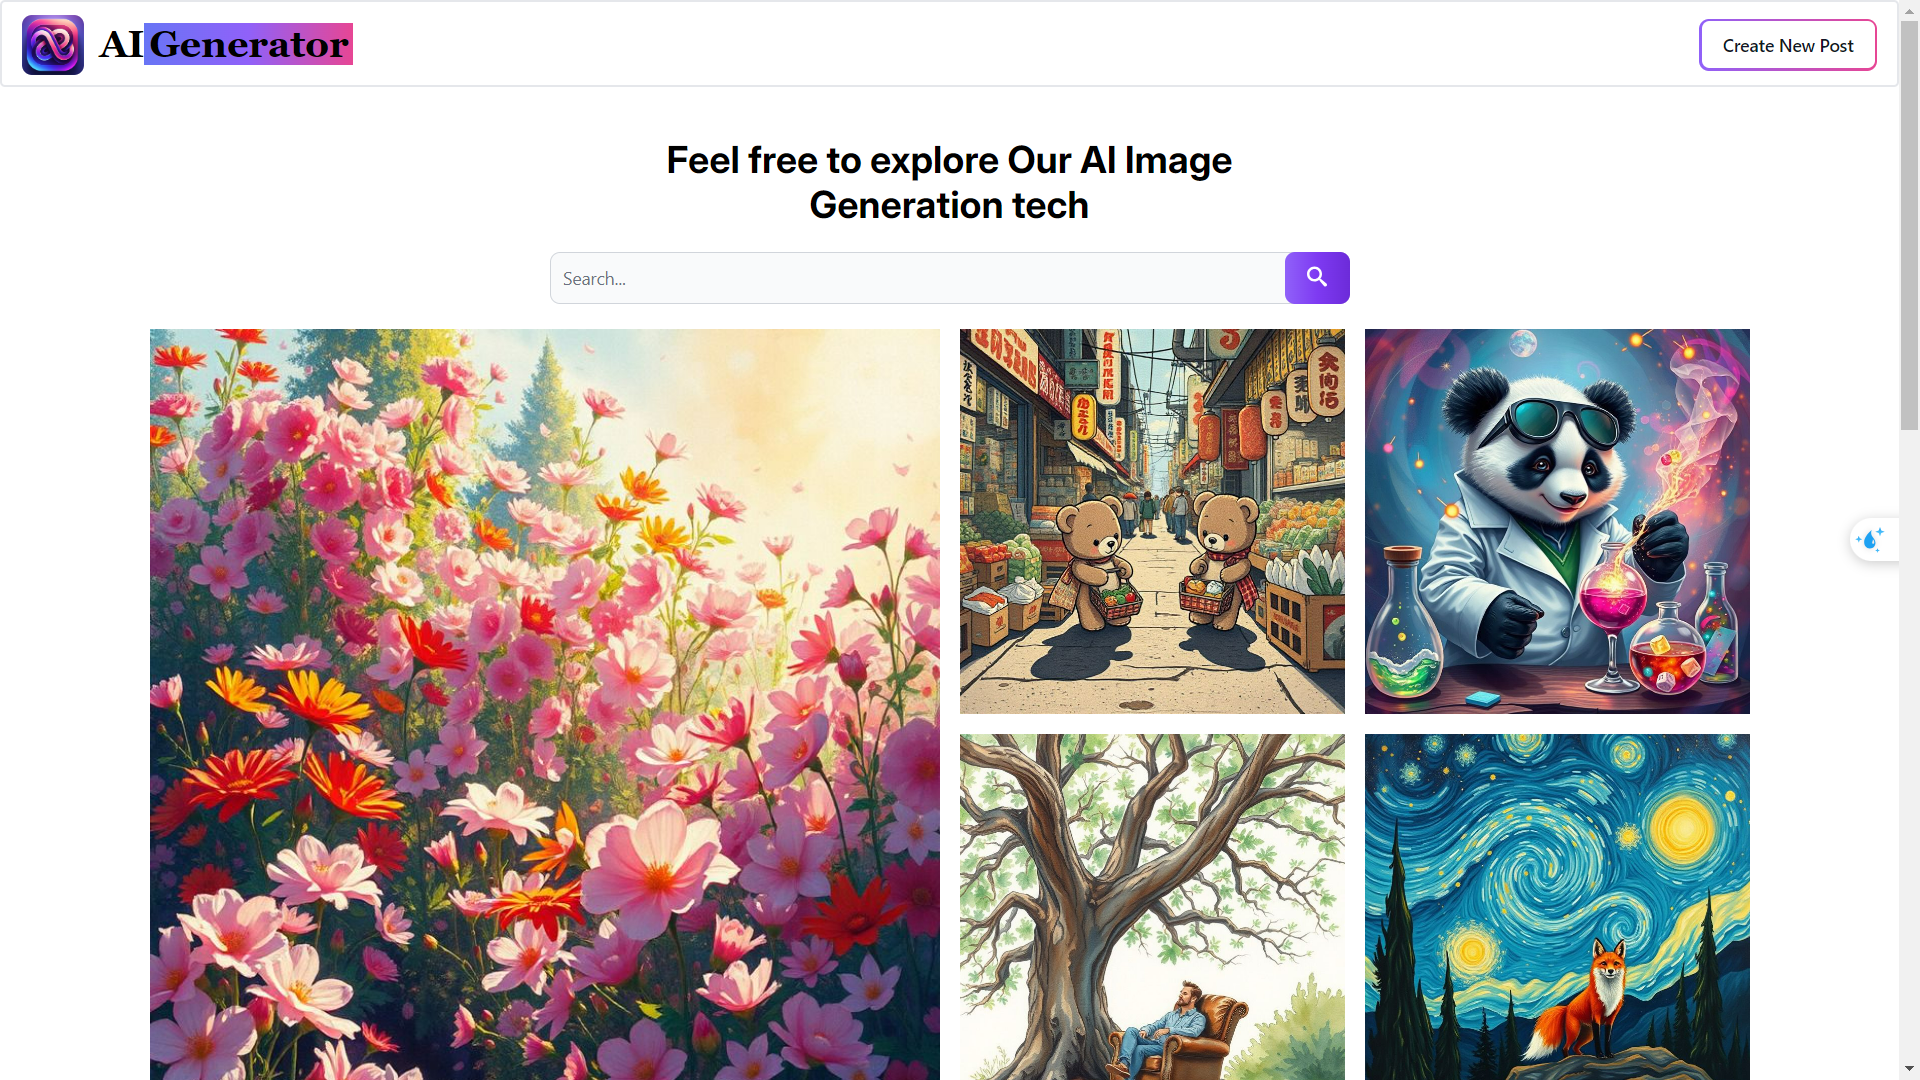 AI Generator
Create New Post
Feel free to explore Our AI Image
Generation tech
Search...